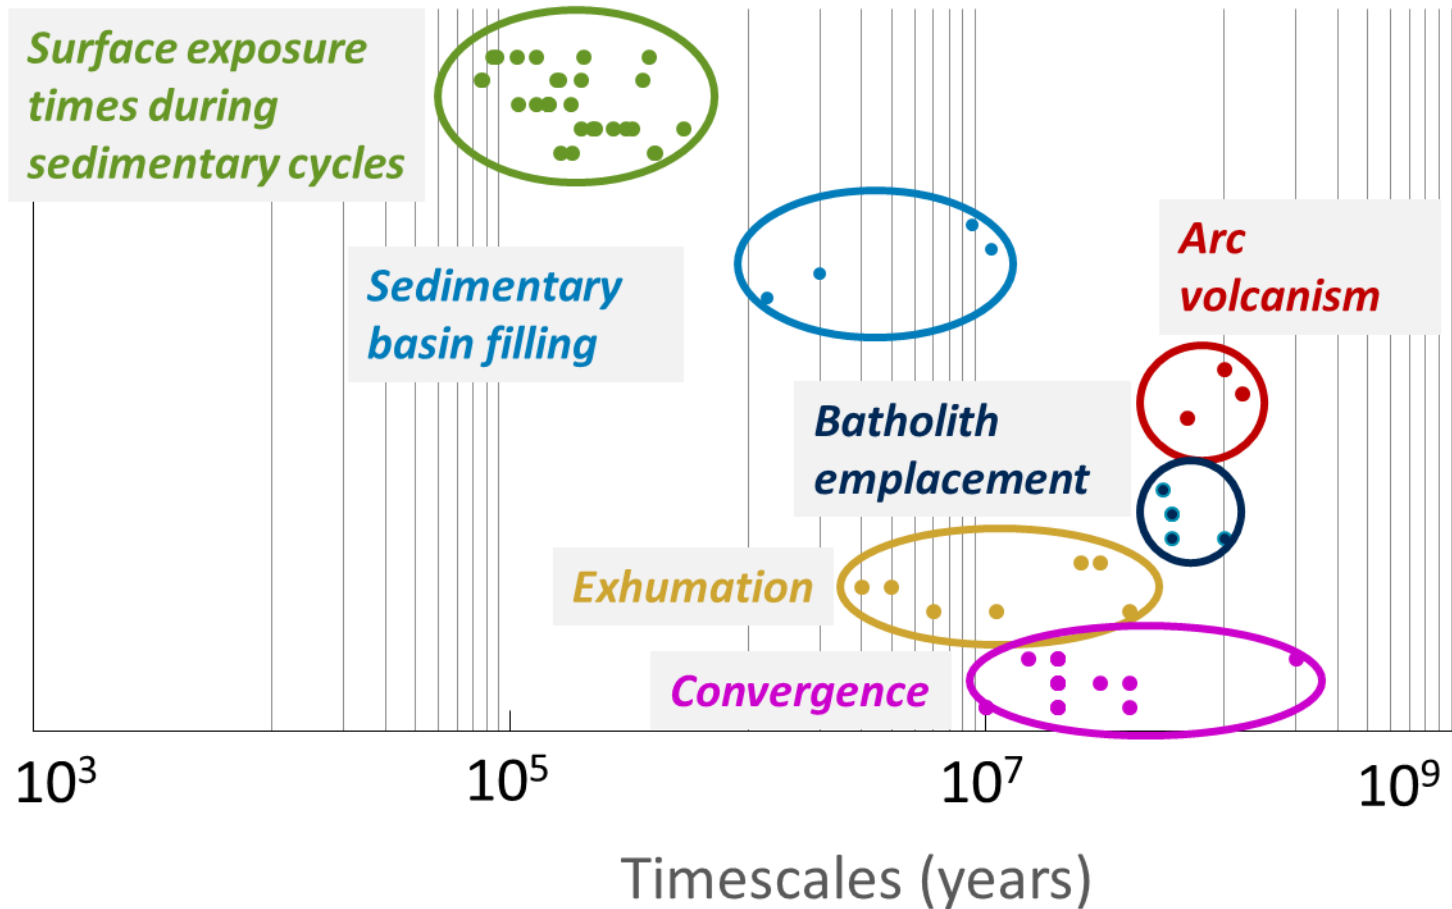 Surface exposure
times during
sedimentary cycles
Sedimentary
basin filling
Arc
volcanism
Batholith
emplacement
Exhumation
Convergence
10³
10⁵
10⁷
10⁹
Timescales (years)